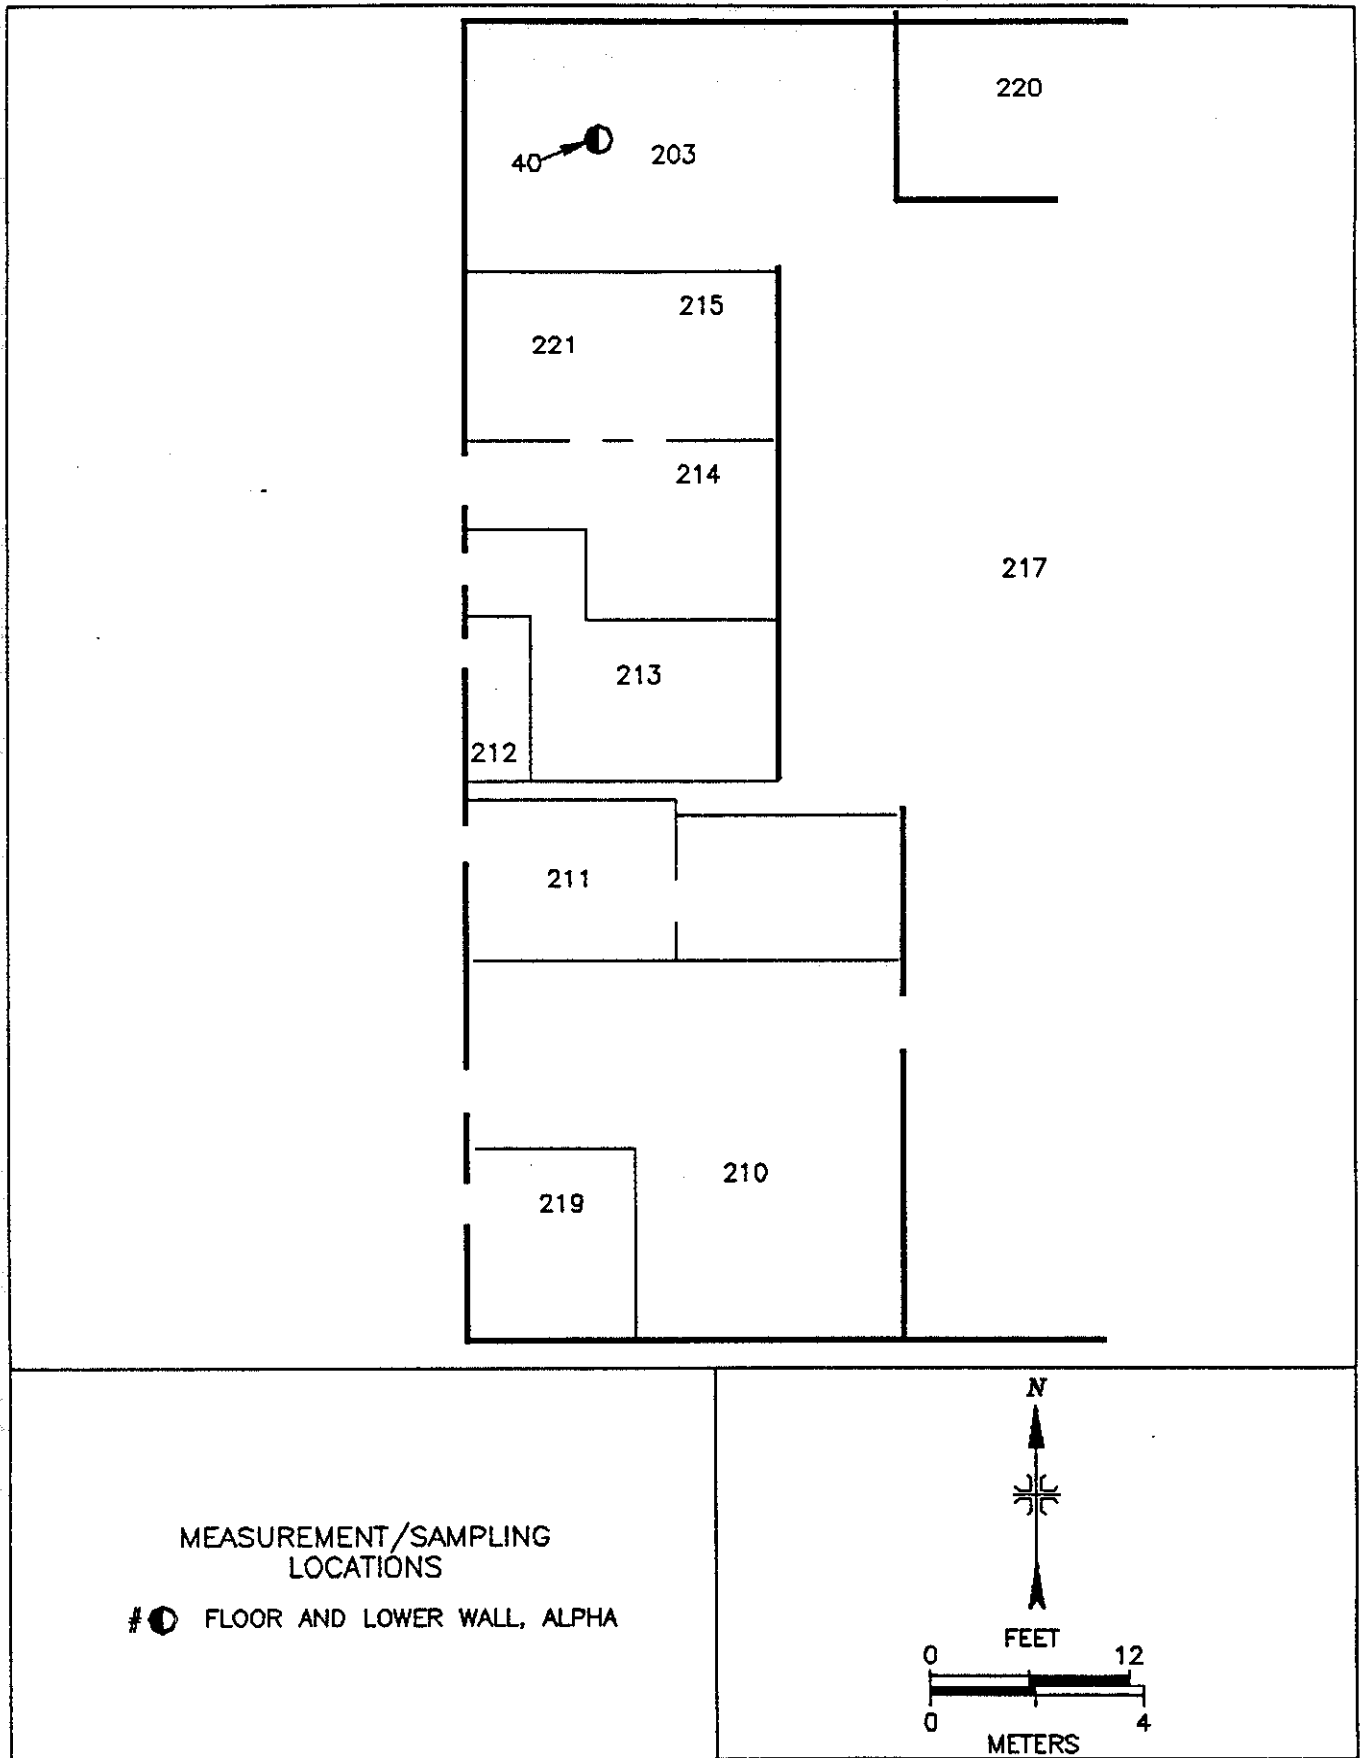 220
40
203
215
221
214
217
213
212
211
210
219
MEASUREMENT/SAMPLING
LOCATIONS
# FLOOR AND LOWER WALL, ALPHA
N
FEET
0 12
0 4
METERS